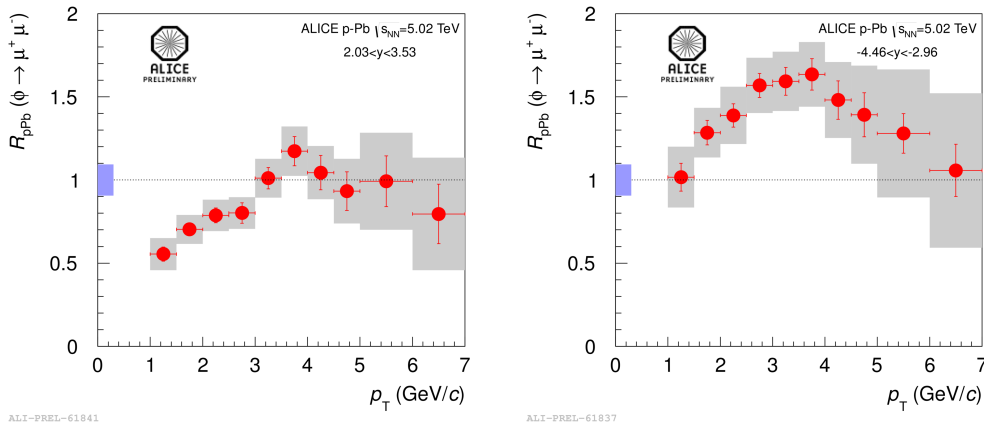 ALICE p-Pb √sNN=5.02 TeV
2.03<y<3.53
ALICE
PRELIMINARY
RpPb (ϕ → μ+ μ-)
2
1.5
1
0.5
0
0 1 2 3 4 5 6 7
pT (GeV/c)
ALI-PREL-61841
ALICE p-Pb √sNN=5.02 TeV
-4.46<y<-2.96
ALICE
PRELIMINARY
RpPb (ϕ → μ+ μ-)
2
1.5
1
0.5
0
0 1 2 3 4 5 6 7
pT (GeV/c)
ALI-PREL-61837